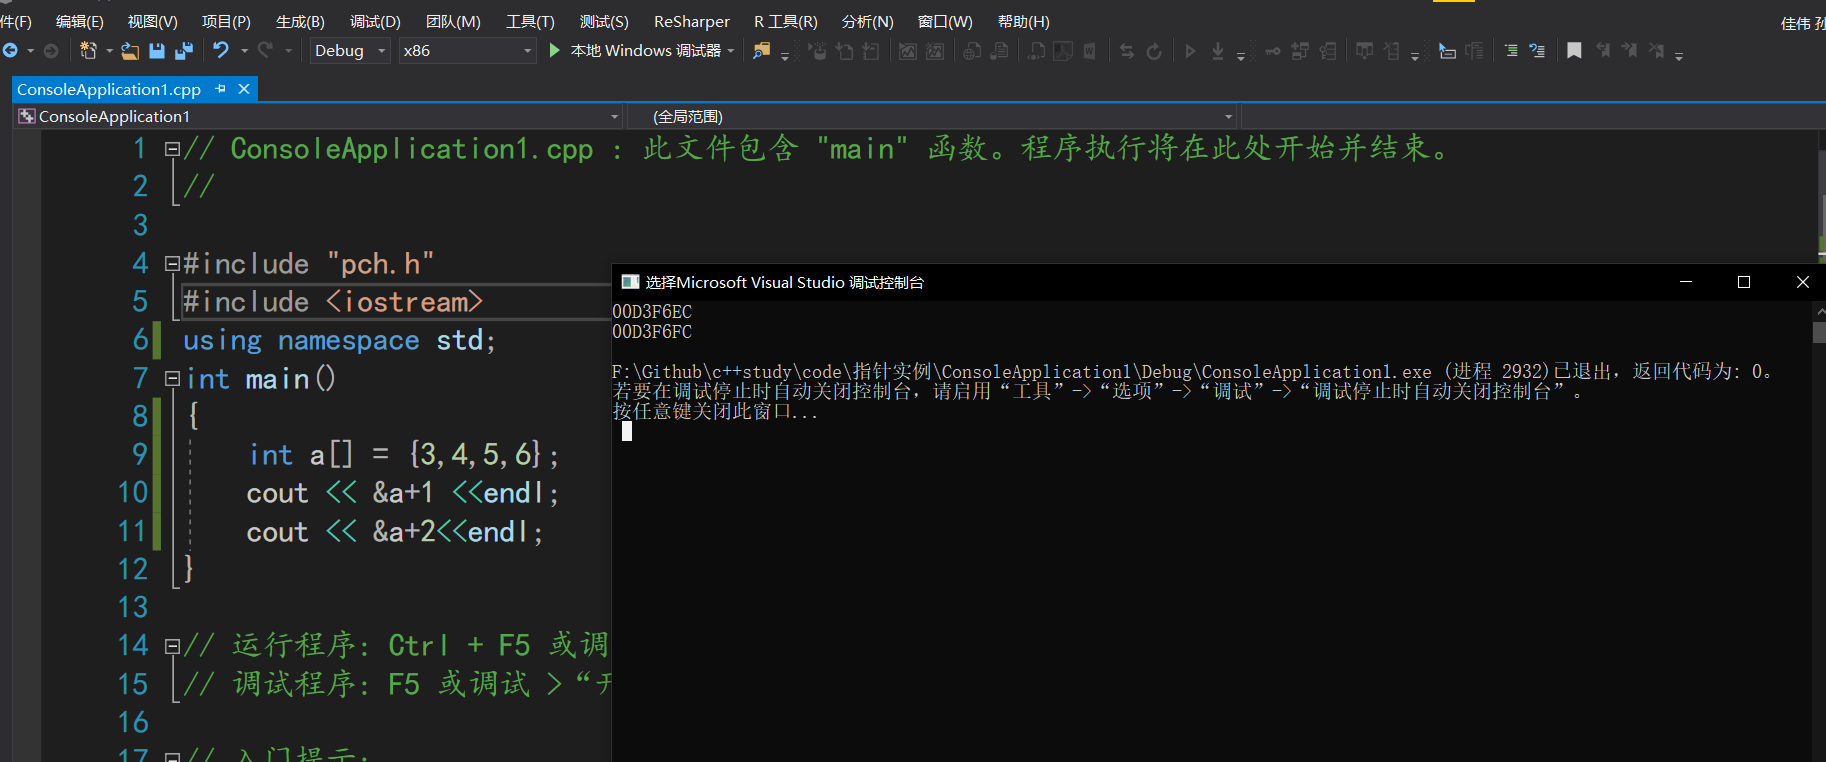 件(F) 编辑(E) 视图(V) 项目(P) 生成(B) 调试(D) 团队(M) 工具(T) 测试(S) ReSharper R 工具(R) 分析(N) 窗口(W) 帮助(H)
佳伟 孙
Debug x86 本地 Windows 调试器
ConsoleApplication1.cpp
ConsoleApplication1 (全局范围)
1 // ConsoleApplication1.cpp : 此文件包含 "main" 函数。程序执行将在此处开始并结束。
2 //
3
4 #include "pch.h"
5 #include <iostream>
6 using namespace std;
7 int main()
8 {
9 int a[] = {3,4,5,6};
10 cout << &a+1 <<endl;
11 cout << &a+2<<endl;
12 }
13
14 // 运行程序: Ctrl + F5 或调
15 // 调试程序: F5 或调试 >“开
16
17 // 入门提示:
选择Microsoft Visual Studio 调试控制台
00D3F6EC
00D3F6FC
F:\Github\c++study\code\指针实例\ConsoleApplication1\Debug\ConsoleApplication1.exe (进程 2932)已退出，返回代码为: 0。
若要在调试停止时自动关闭控制台，请启用“工具”->“选项”->“调试”->“调试停止时自动关闭控制台”。
按任意键关闭此窗口...